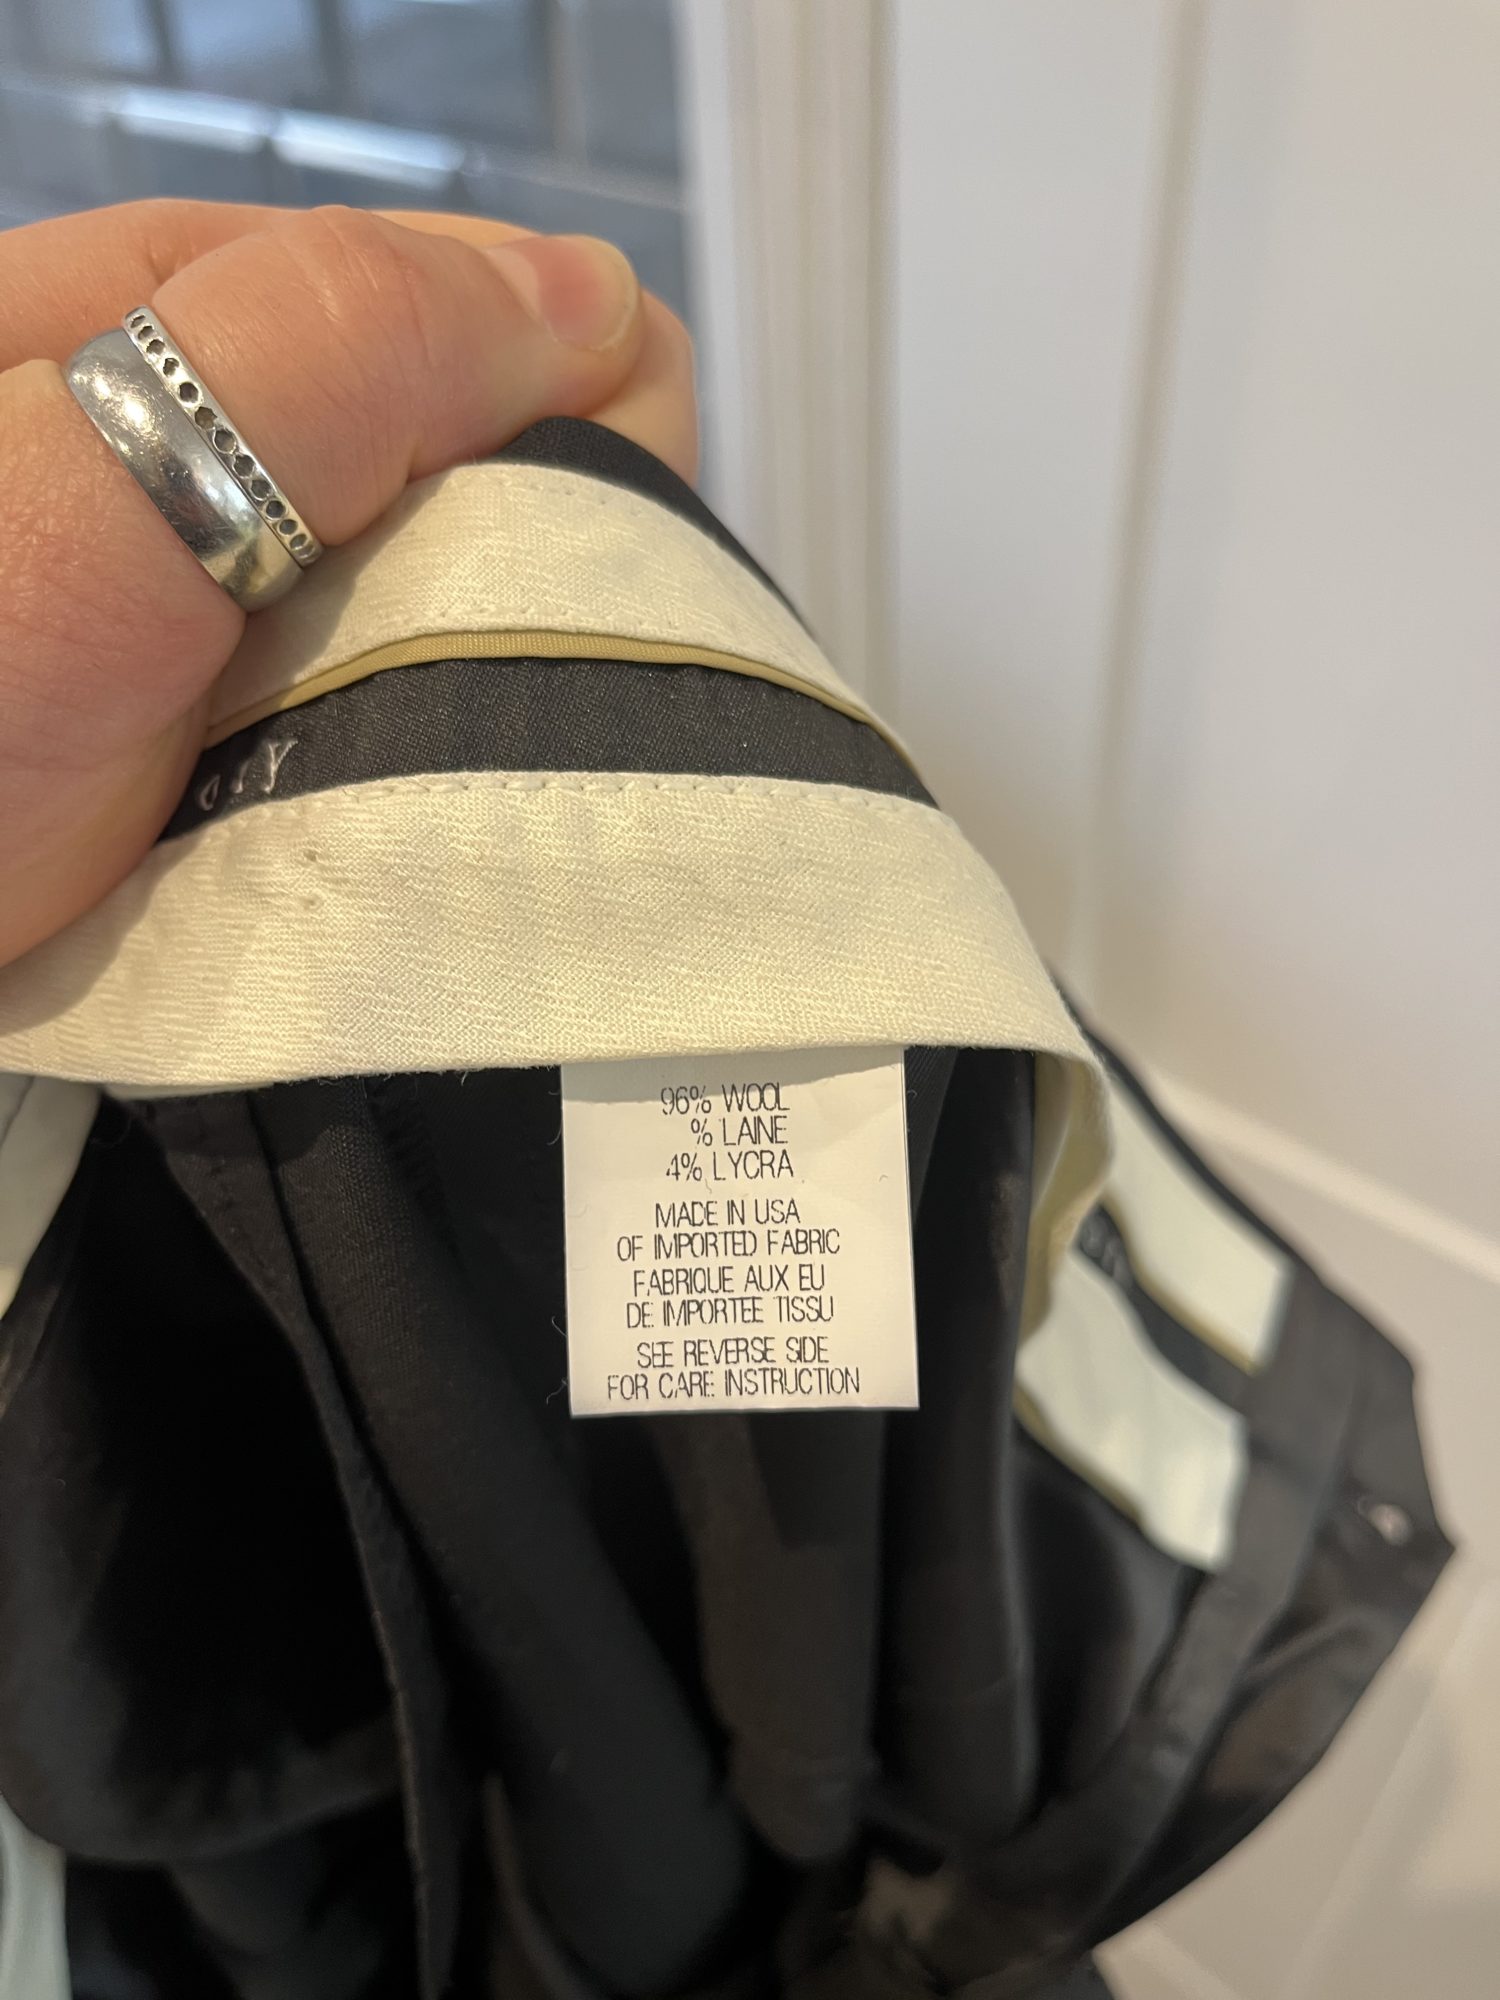 96% WOOL
% LAINE
4% LYCRA
MADE IN USA
OF IMPORTED FABRIC
FABRIQUE AUX EU
DE IMPORTEE TISSU
SEE REVERSE SIDE
FOR CARE INSTRUCTION